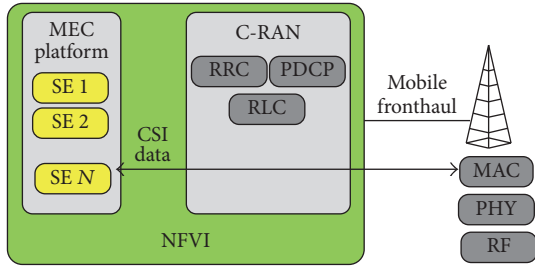 MEC
platform
SE 1
SE 2
SE N
CSI
data
C-RAN
RRC
PDCP
RLC
NFVI
Mobile
fronthaul
MAC
PHY
RF